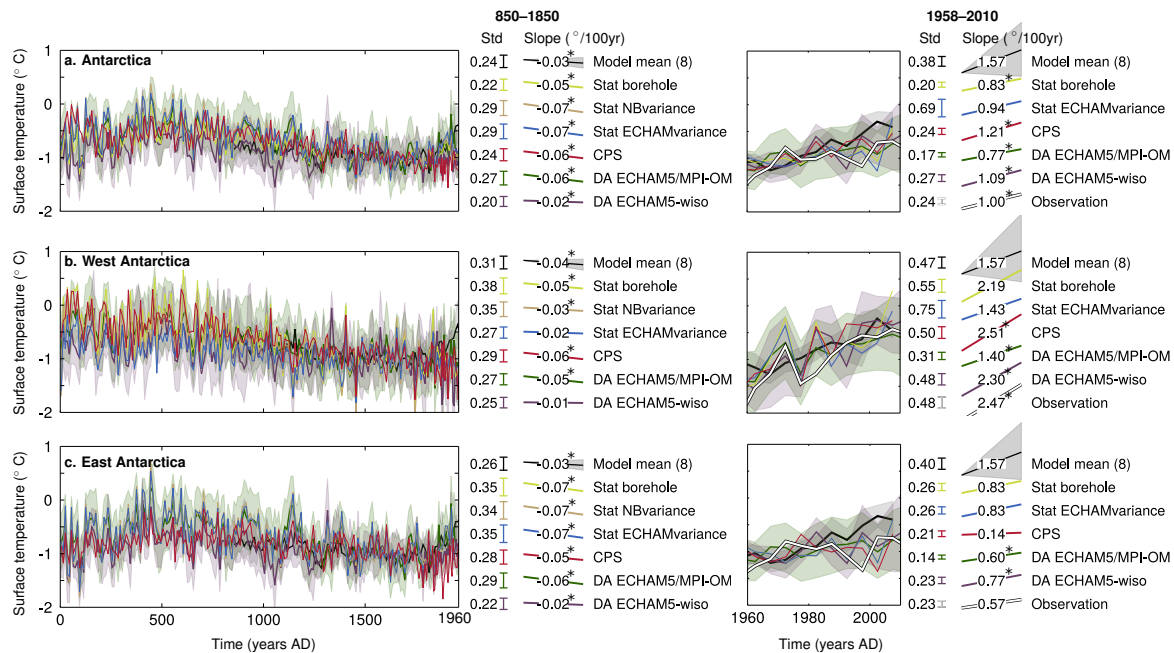 850–1850
1958–2010
Std Slope (°/100yr)
Std Slope (°/100yr)
Surface temperature (° C)
1
0
-1
-2
a. Antarctica
0.24 -0.03* Model mean (8)
0.22 -0.05* Stat borehole
0.29 -0.07* Stat NBvariance
0.29 -0.07* Stat ECHAMvariance
0.24 -0.06* CPS
0.27 -0.06* DA ECHAM5/MPI-OM
0.20 -0.02* DA ECHAM5-wiso
0.38 1.57 Model mean (8)
0.20 0.83* Stat borehole
0.69 0.94 Stat ECHAMvariance
0.24 1.21* CPS
0.17 0.77* DA ECHAM5/MPI-OM
0.27 1.09* DA ECHAM5-wiso
0.24 1.00* Observation
Surface temperature (° C)
1
0
-1
-2
b. West Antarctica
0.31 -0.04* Model mean (8)
0.38 -0.05* Stat borehole
0.35 -0.03* Stat NBvariance
0.27 -0.02 Stat ECHAMvariance
0.29 -0.06* CPS
0.27 -0.05* DA ECHAM5/MPI-OM
0.25 -0.01 DA ECHAM5-wiso
0.47 1.57 Model mean (8)
0.55 2.19 Stat borehole
0.75 1.43 Stat ECHAMvariance
0.50 2.51* CPS
0.31 1.40* DA ECHAM5/MPI-OM
0.48 2.30* DA ECHAM5-wiso
0.48 2.47* Observation
Surface temperature (° C)
1
0
-1
-2
c. East Antarctica
0.26 -0.03* Model mean (8)
0.35 -0.07* Stat borehole
0.34 -0.07* Stat NBvariance
0.35 -0.07* Stat ECHAMvariance
0.28 -0.05* CPS
0.29 -0.06* DA ECHAM5/MPI-OM
0.22 -0.02* DA ECHAM5-wiso
0.40 1.57 Model mean (8)
0.26 0.83 Stat borehole
0.26 0.83 Stat ECHAMvariance
0.21 0.14 CPS
0.14 0.60* DA ECHAM5/MPI-OM
0.23 0.77* DA ECHAM5-wiso
0.23 0.57 Observation
0 500 1000 1500 1960
Time (years AD)
1960 1980 2000
Time (years AD)